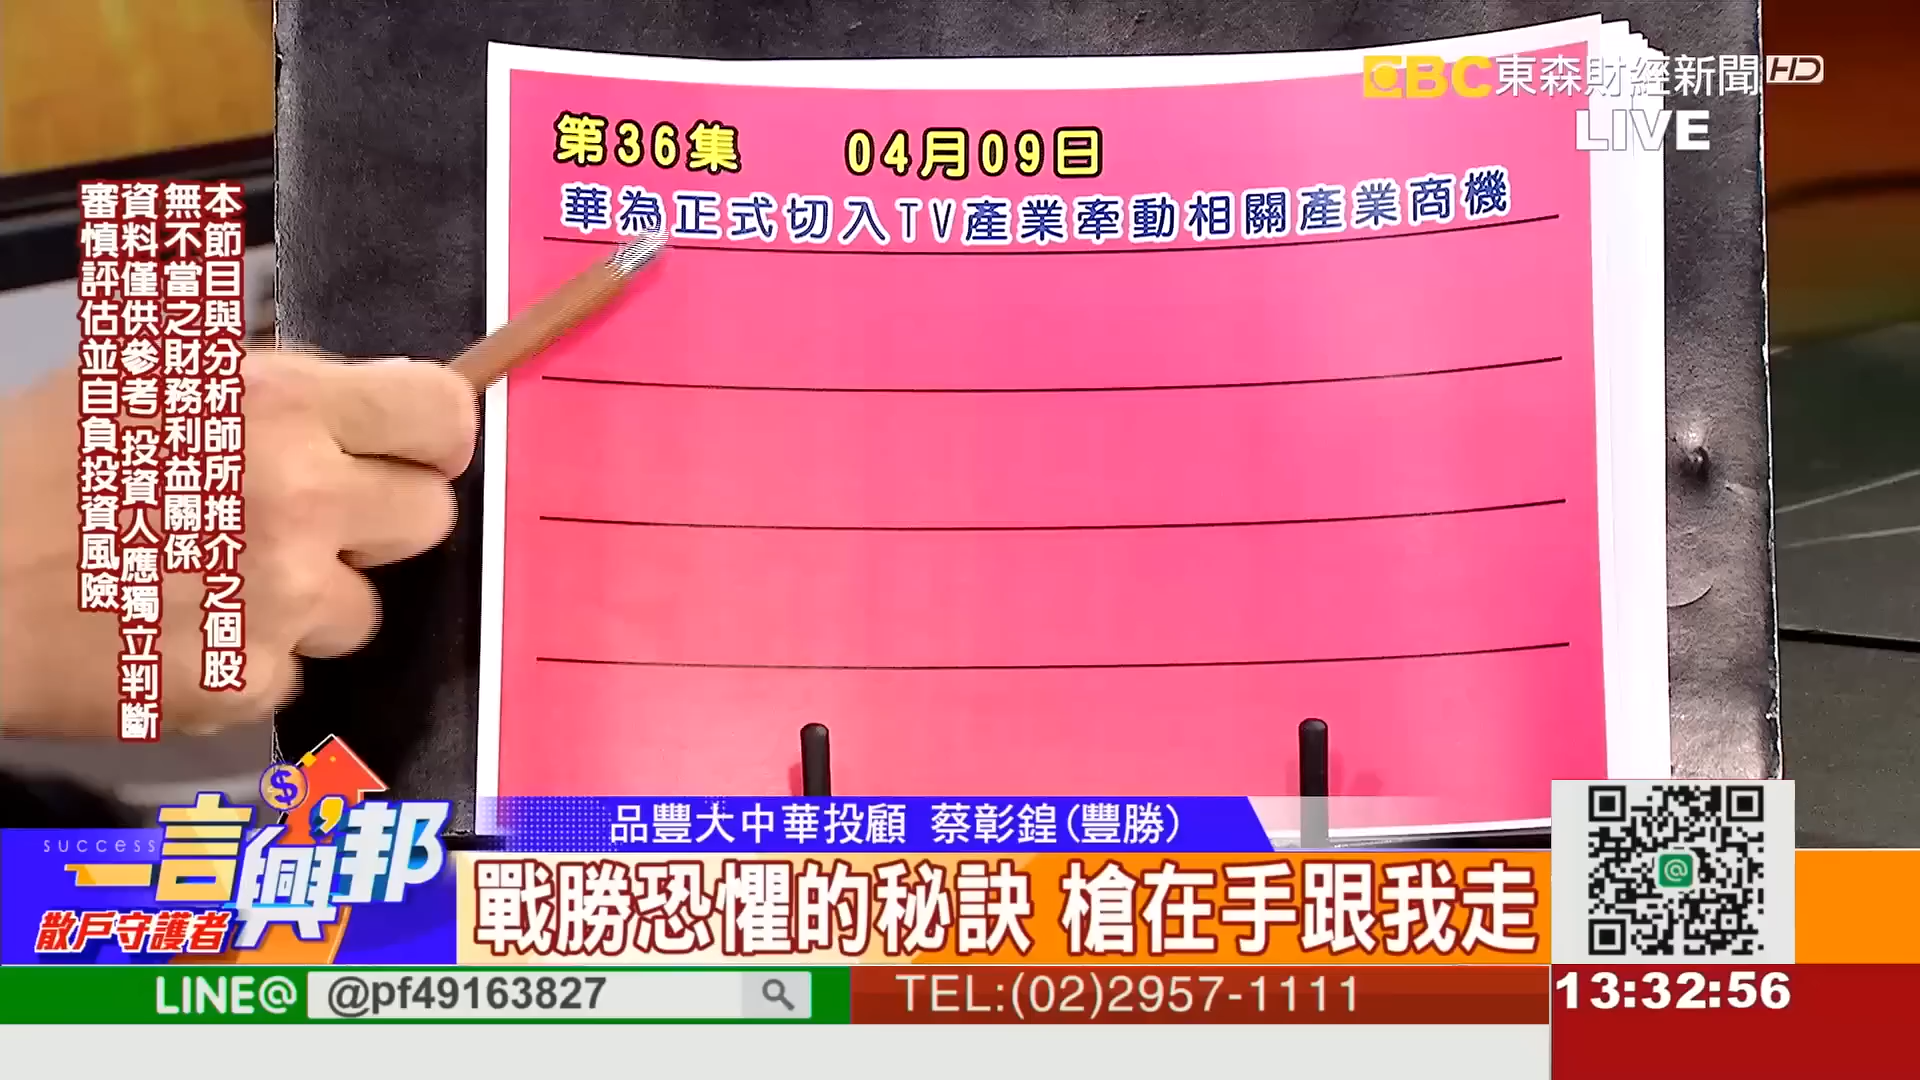 EBC東森財經新聞HD
LIVE
第36集 04月09日
華為正式切入TV產業牽動相關產業商機
本節目與分析師所推介之個股
無不當之財務利益關係
資料僅供參考 投資人應獨立判斷
審慎評估並自負投資風險
success
一言興邦
散戶守護者
品豐大中華投顧 蔡彰鍠(豐勝)
戰勝恐懼的秘訣 槍在手跟我走
LINE@ @pf49163827
TEL:(02)2957-1111
13:32:56